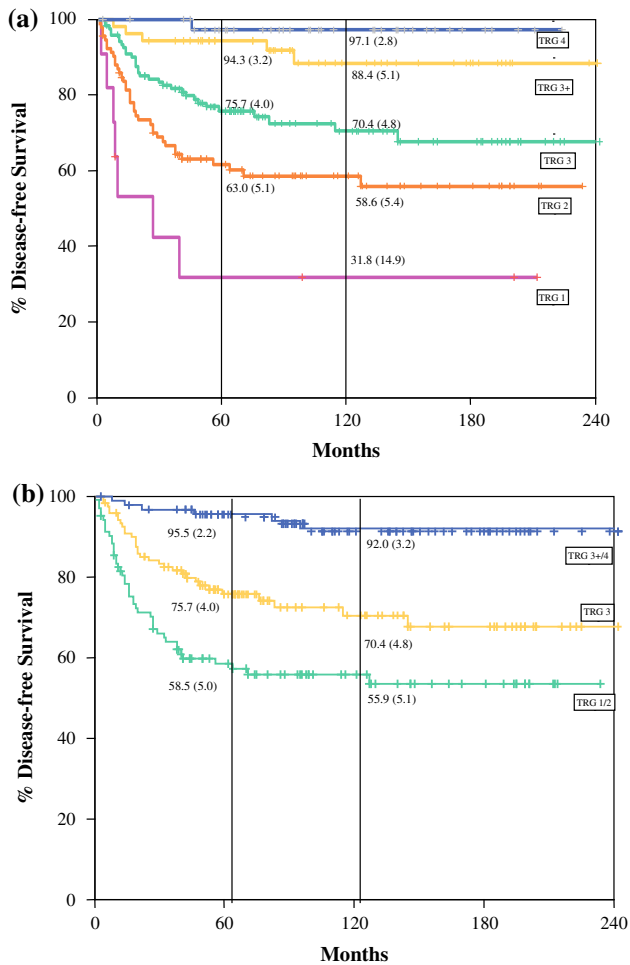 (a)
100
80
60
40
20
0
% Disease-free Survival
97.1 (2.8)
TRG 4
94.3 (3.2)
88.4 (5.1)
TRG 3+
75.7 (4.0)
70.4 (4.8)
TRG 3
63.0 (5.1)
58.6 (5.4)
TRG 2
31.8 (14.9)
TRG 1
0 60 120 180 240
Months
(b)
100
80
60
40
20
0
% Disease-free Survival
95.5 (2.2)
92.0 (3.2)
TRG 3+/4
75.7 (4.0)
70.4 (4.8)
TRG 3
58.5 (5.0)
55.9 (5.1)
TRG 1/2
0 60 120 180 240
Months